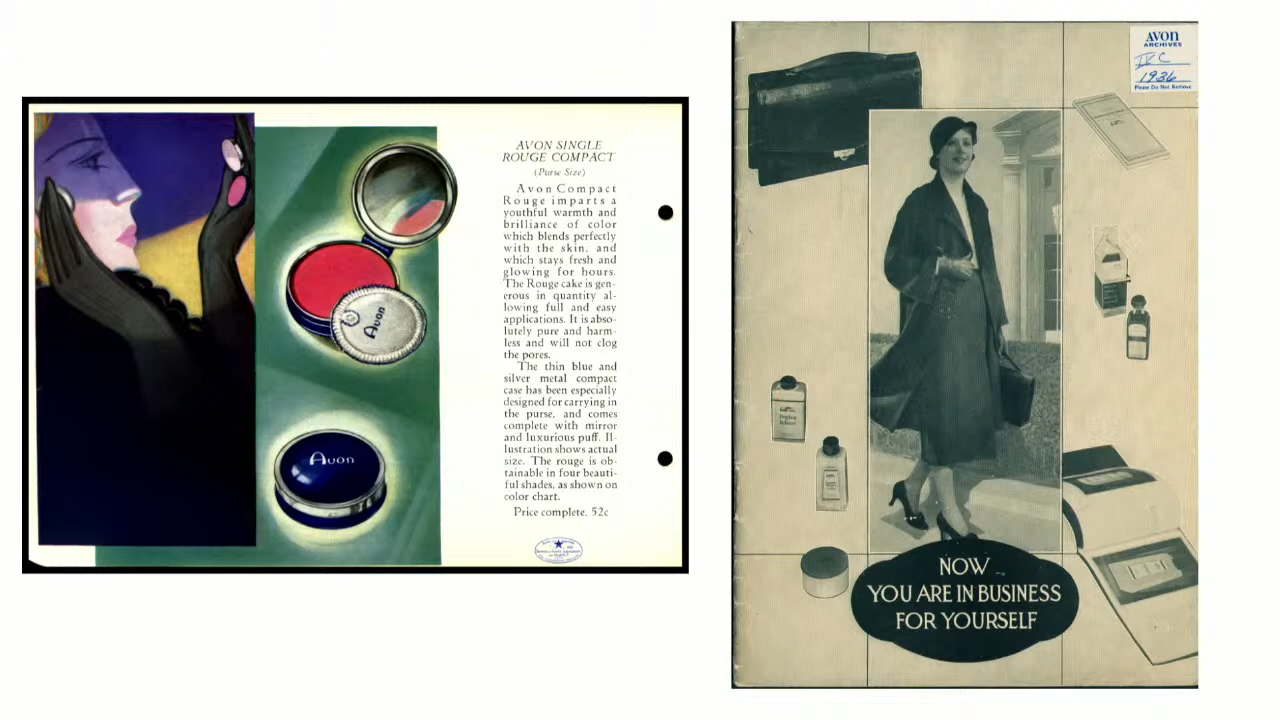 AVON SINGLE
ROUGE COMPACT
(Purse Size)
Avon Compact
Rouge imparts a
youthful warmth and
brilliance of color
which blends perfectly
with the skin, and
which stays fresh and
glowing for hours.
The Rouge cake is gen-
erous in quantity al-
lowing full and easy
applications. It is abso-
lutely pure and harm-
less and will not clog
the pores.
The thin blue and
silver metal compact
case has been especially
designed for carrying in
the purse, and comes
complete with mirror
and luxurious puff. Il-
lustration shows actual
size. The rouge is ob-
tainable in four beauti-
ful shades, as shown on
color chart.
Price complete, 52c
Avon
Avon
AVON
ARCHIVES
IV C
1936
Please Do Not Remove
NOW
YOU ARE IN BUSINESS
FOR YOURSELF